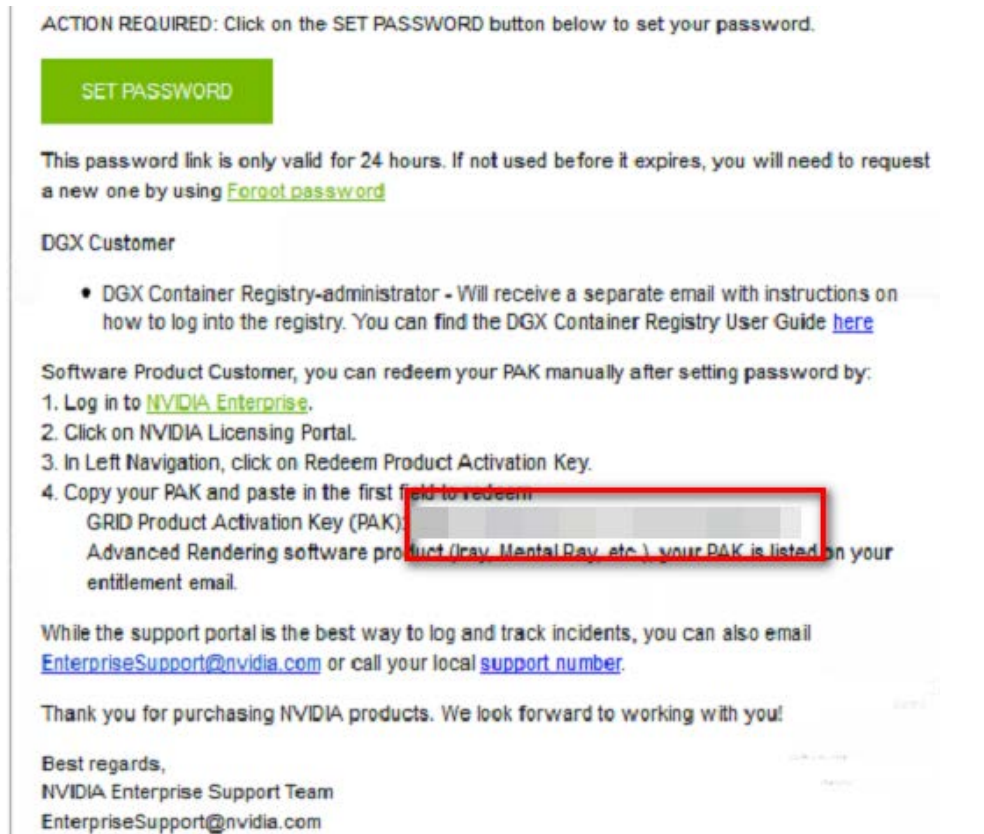 ACTION REQUIRED: Click on the SET PASSWORD button below to set your password.
SET PASSWORD
This password link is only valid for 24 hours. If not used before it expires, you will need to request
a new one by using Forgot password
DGX Customer
• DGX Container Registry-administrator - Will receive a separate email with instructions on
how to log into the registry. You can find the DGX Container Registry User Guide here
Software Product Customer, you can redeem your PAK manually after setting password by:
1. Log in to NVIDIA Enterprise.
2. Click on NVIDIA Licensing Portal.
3. In Left Navigation, click on Redeem Product Activation Key.
4. Copy your PAK and paste in the first field to redeem
GRID Product Activation Key (PAK):
Advanced Rendering software product (Iray, Mental Ray, etc.), your PAK is listed on your
entitlement email.
While the support portal is the best way to log and track incidents, you can also email
EnterpriseSupport@nvidia.com or call your local support number.
Thank you for purchasing NVIDIA products. We look forward to working with you!
Best regards,
NVIDIA Enterprise Support Team
EnterpriseSupport@nvidia.com